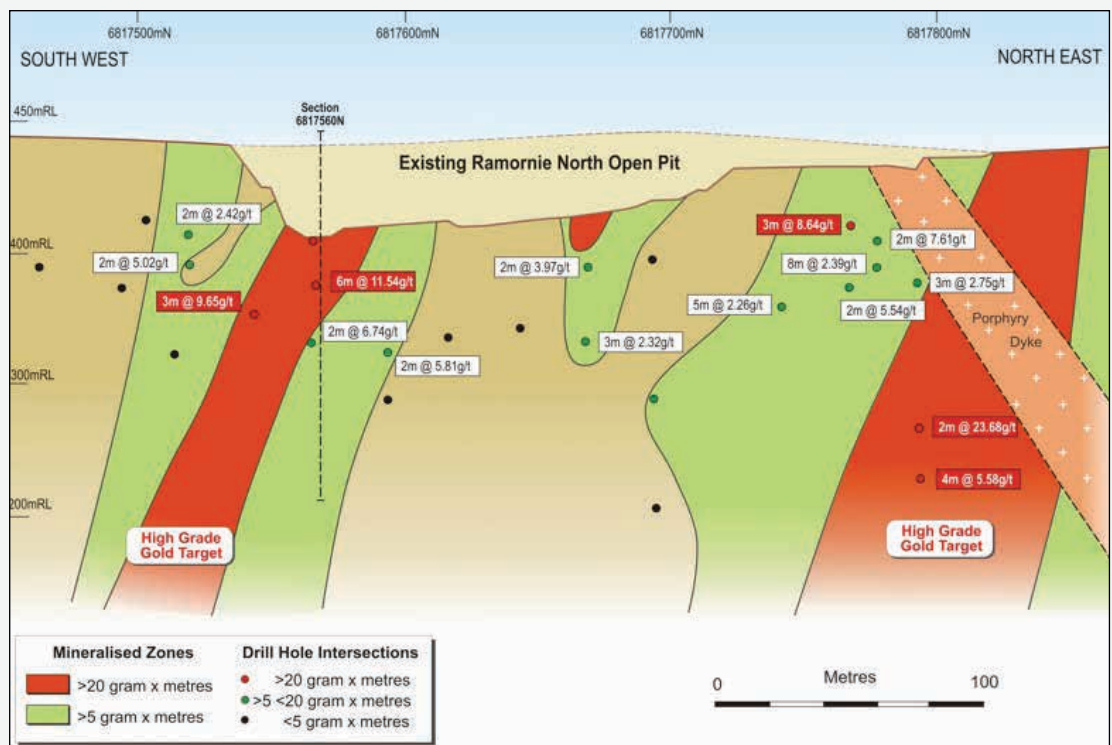 6817500mN
6817600mN
6817700mN
6817800mN
SOUTH WEST
NORTH EAST
450mRL
Section
6817560N
Existing Ramornie North Open Pit
2m @ 2.42g/t
3m @ 8.64g/t
2m @ 7.61g/t
400mRL
2m @ 5.02g/t
2m @ 3.97g/t
8m @ 2.39g/t
6m @ 11.54g/t
3m @ 2.75g/t
3m @ 9.65g/t
5m @ 2.26g/t
2m @ 5.54g/t
Porphyry
Dyke
2m @ 6.74g/t
3m @ 2.32g/t
2m @ 5.81g/t
300mRL
2m @ 23.68g/t
4m @ 5.58g/t
200mRL
High Grade
Gold Target
High Grade
Gold Target
Mineralised Zones
>20 gram x metres
>5 gram x metres
Drill Hole Intersections
>20 gram x metres
>5 <20 gram x metres
<5 gram x metres
0
Metres
100